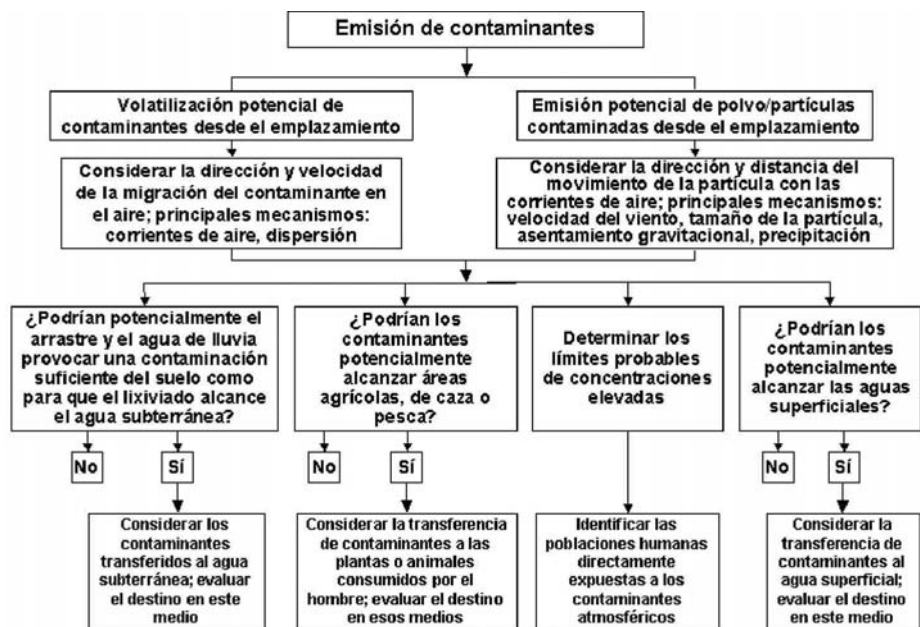 Emisión de contaminantes
Volatilización potencial de
contaminantes desde el emplazamiento
Emisión potencial de polvo/partículas
contaminadas desde el emplazamiento
Considerar la dirección y velocidad
de la migración del contaminante en
el aire; principales mecanismos:
corrientes de aire, dispersión
Considerar la dirección y distancia del
movimiento de la partícula con las
corrientes de aire; principales mecanismos:
velocidad del viento, tamaño de la partícula,
asentamiento gravitacional, precipitación
¿Podrían potencialmente el
arrastre y el agua de lluvia
provocar una contaminación
suficiente del suelo como
para que el lixiviado alcance
el agua subterránea?
¿Podrían los
contaminantes
potencialmente
alcanzar áreas
agrícolas, de caza o
pesca?
Determinar los
límites probables
de concentraciones
elevadas
¿Podrían los
contaminantes
potencialmente
alcanzar las aguas
superficiales?
No
Sí
No
Sí
No
Sí
Considerar los
contaminantes
transferidos al agua
subterránea; evaluar
el destino en este
medio
Considerar la transferencia
de contaminantes a las
plantas o animales
consumidos por el
hombre; evaluar el destino
en esos medios
Identificar las
poblaciones humanas
directamente
expuestas a los
contaminantes
atmosféricos
Considerar la
transferencia de
contaminantes al
agua superficial;
evaluar el destino
en este medio